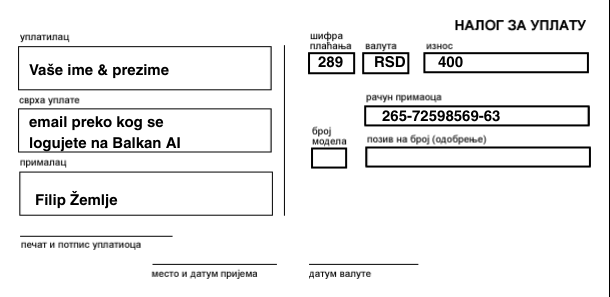 НАЛОГ ЗА УПЛАТУ
уплатилац
Vaše ime & prezime
сврха уплате
email preko kog se
logujete na Balkan AI
прималац
Filip Žemlje
печат и потпис уплатиоца
место и датум пријема
шифра
плаћања
валута
износ
289
RSD
400
рачун примаоца
265-72598569-63
број
модела
позив на број (одобрење)
датум валуте